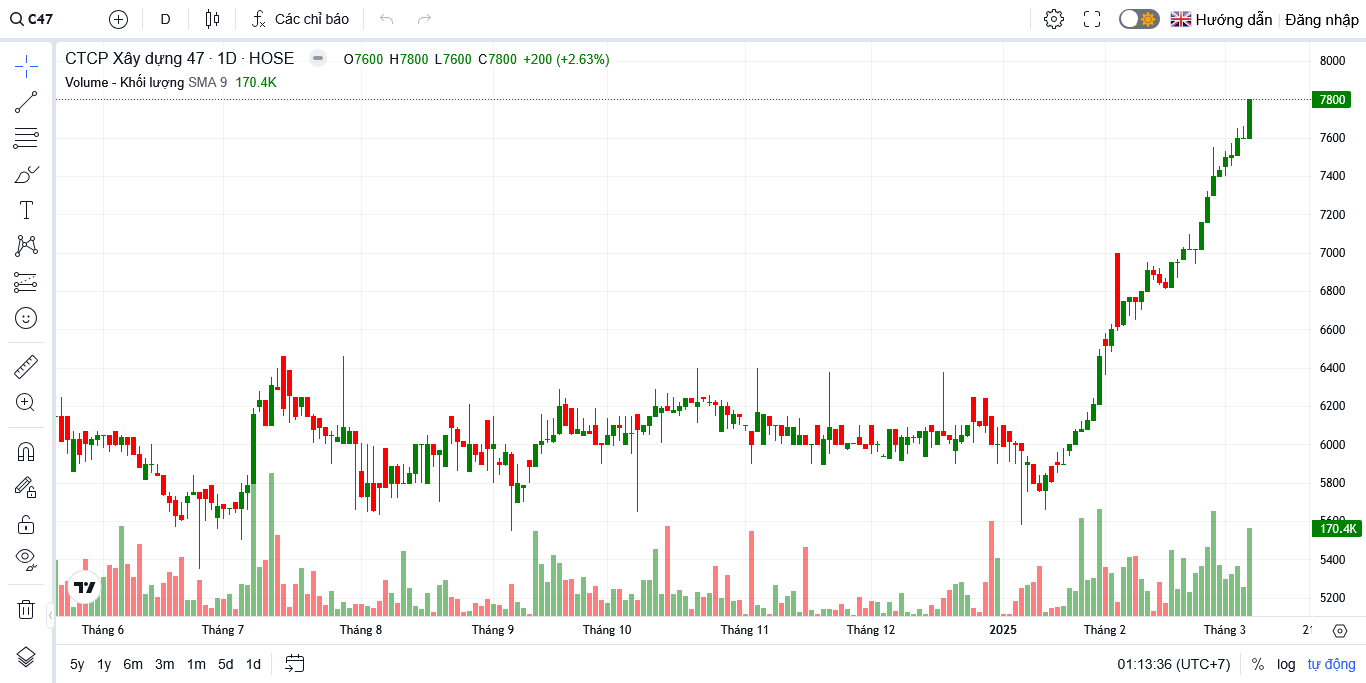 C47 D Các chỉ báo Hướng dẫn Đăng nhập
CTCP Xây dựng 47 · 1D · HOSE O7600 H7800 L7600 C7800 +200 (+2.63%)
Volume - Khối lượng SMA 9 170.4K
8000
7800
7600
7400
7200
7000
6800
6600
6400
6200
6000
5800
5600
170.4K
5400
5200
Tháng 6 Tháng 7 Tháng 8 Tháng 9 Tháng 10 Tháng 11 Tháng 12 2025 Tháng 2 Tháng 3
5y 1y 6m 3m 1m 5d 1d 01:13:36 (UTC+7) % log tự động